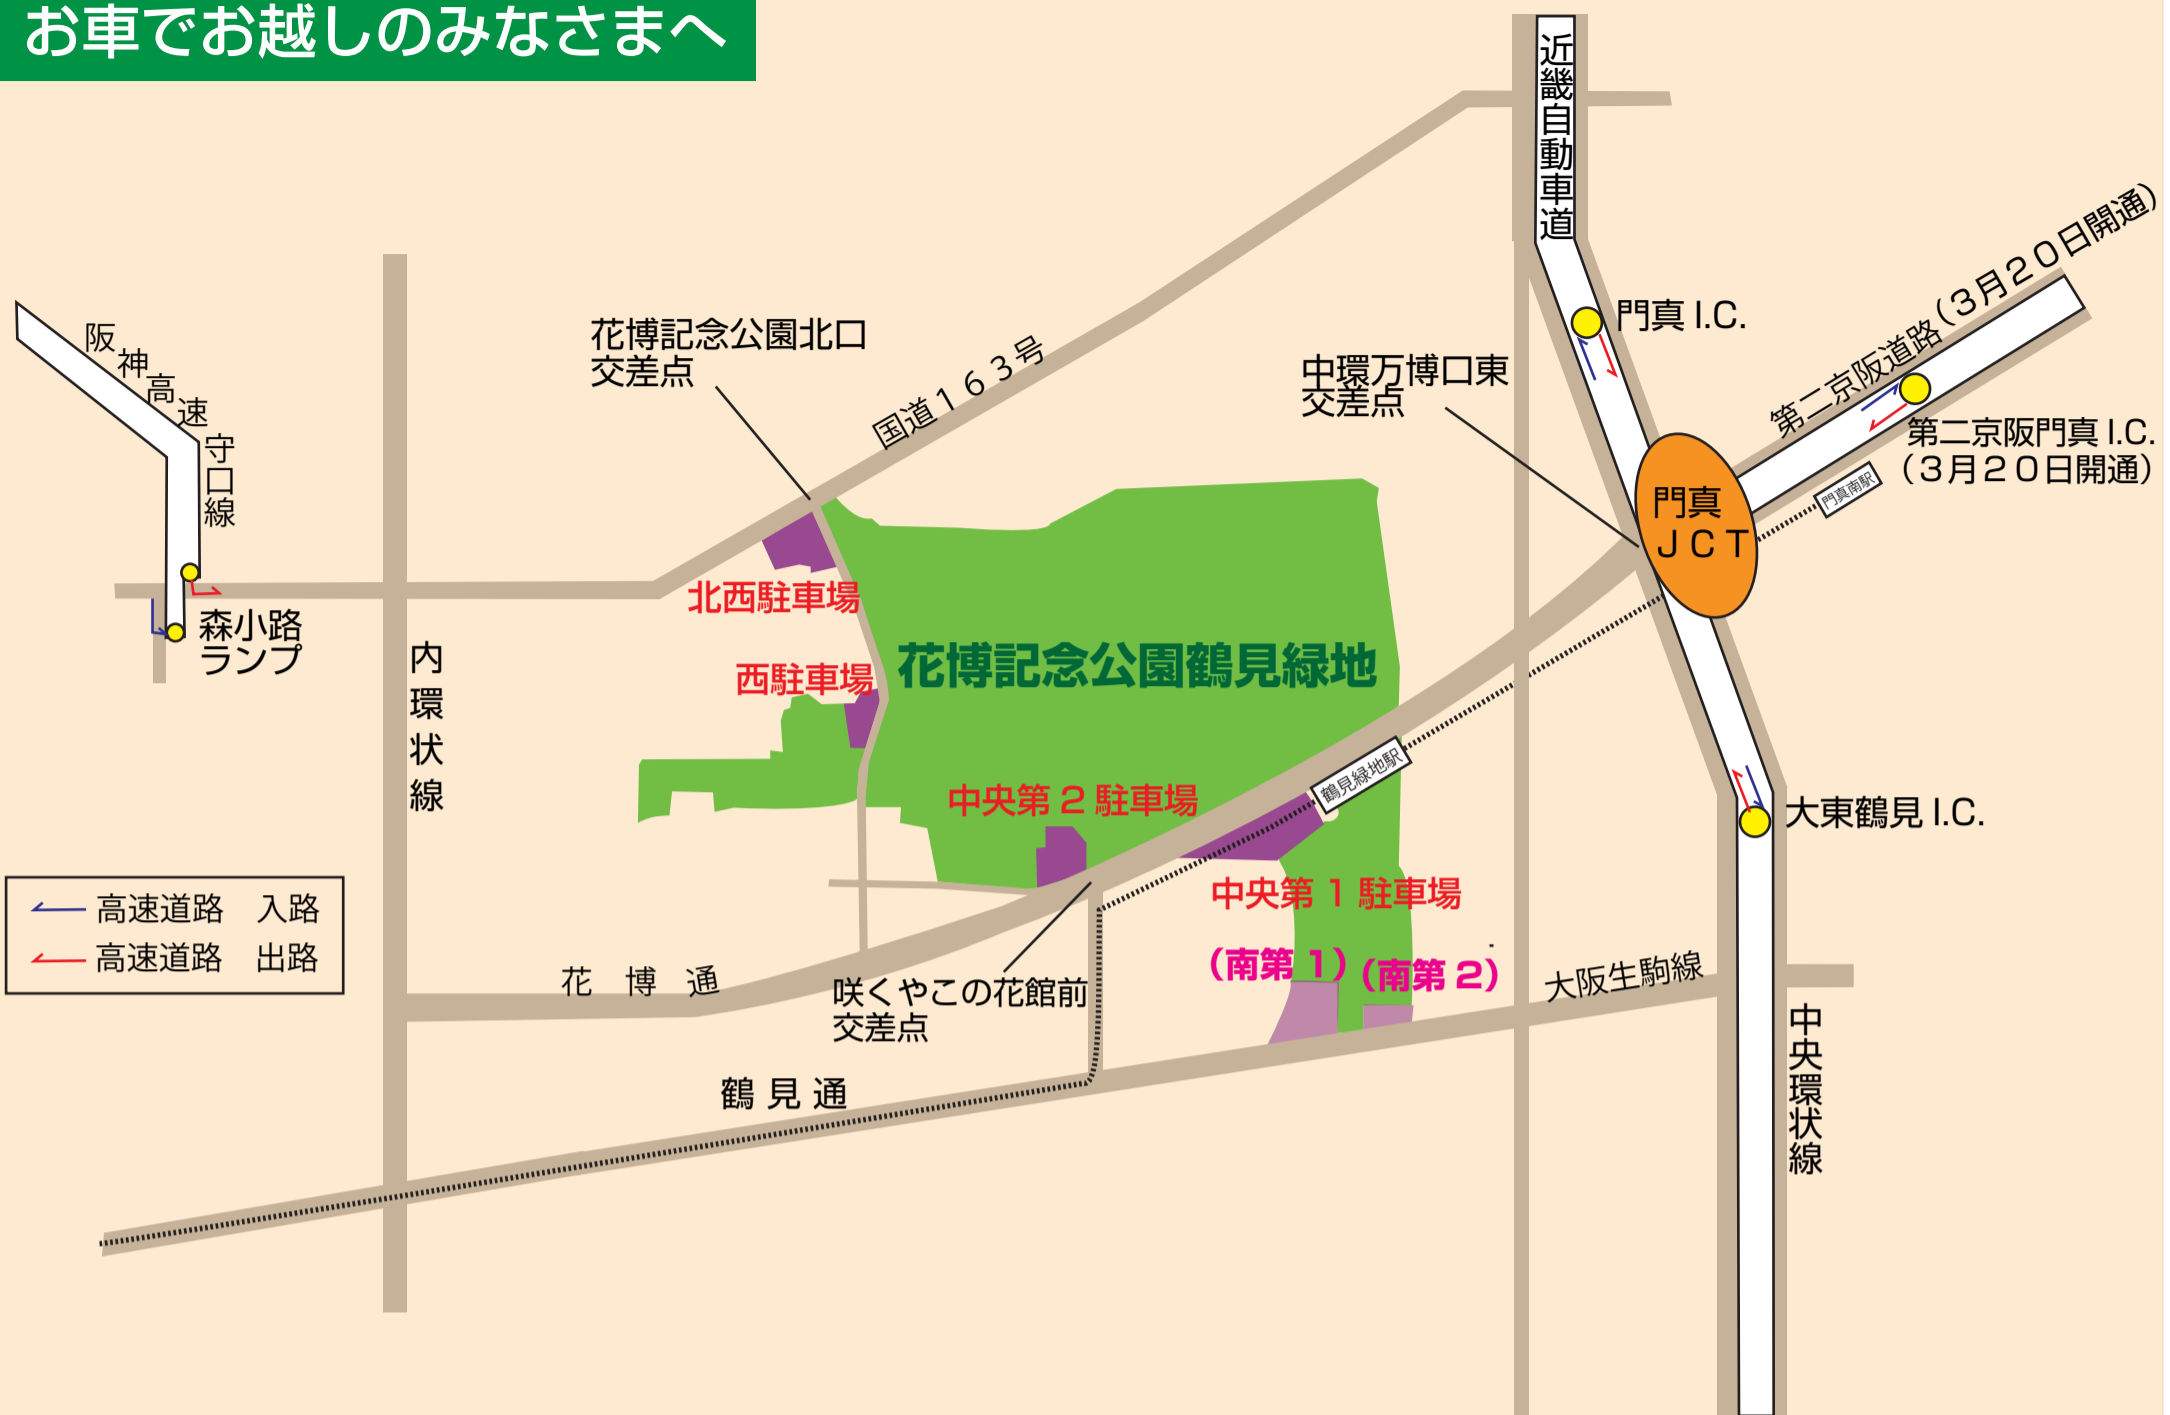 お車でお越しのみなさまへ
近畿自動車道
第二京阪道路（3月20日開通）
門真 I.C.
阪神高速守口線
花博記念公園北口
交差点
国道163号
中環万博口東
交差点
第二京阪門真 I.C.
（3月20日開通）
門真南駅
門真
JCT
北西駐車場
森小路
ランプ
内環状線
花博記念公園鶴見緑地
西駐車場
鶴見緑地駅
中央第2駐車場
大東鶴見 I.C.
中央第1駐車場
高速道路 入路
高速道路 出路
（南第1）
（南第2）
花博通
咲くやこの花館前
交差点
大阪生駒線
鶴見通
中央環状線